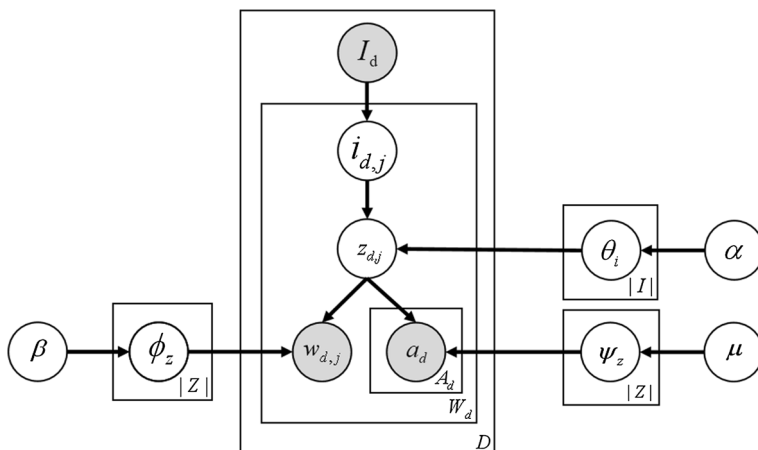 I_d
i_{d,j}
z_{d,j}
θ_i
α
|I|
β
ϕ_z
|Z|
w_{d,j}
a_d
A_d
W_d
ψ_z
|Z|
μ
D